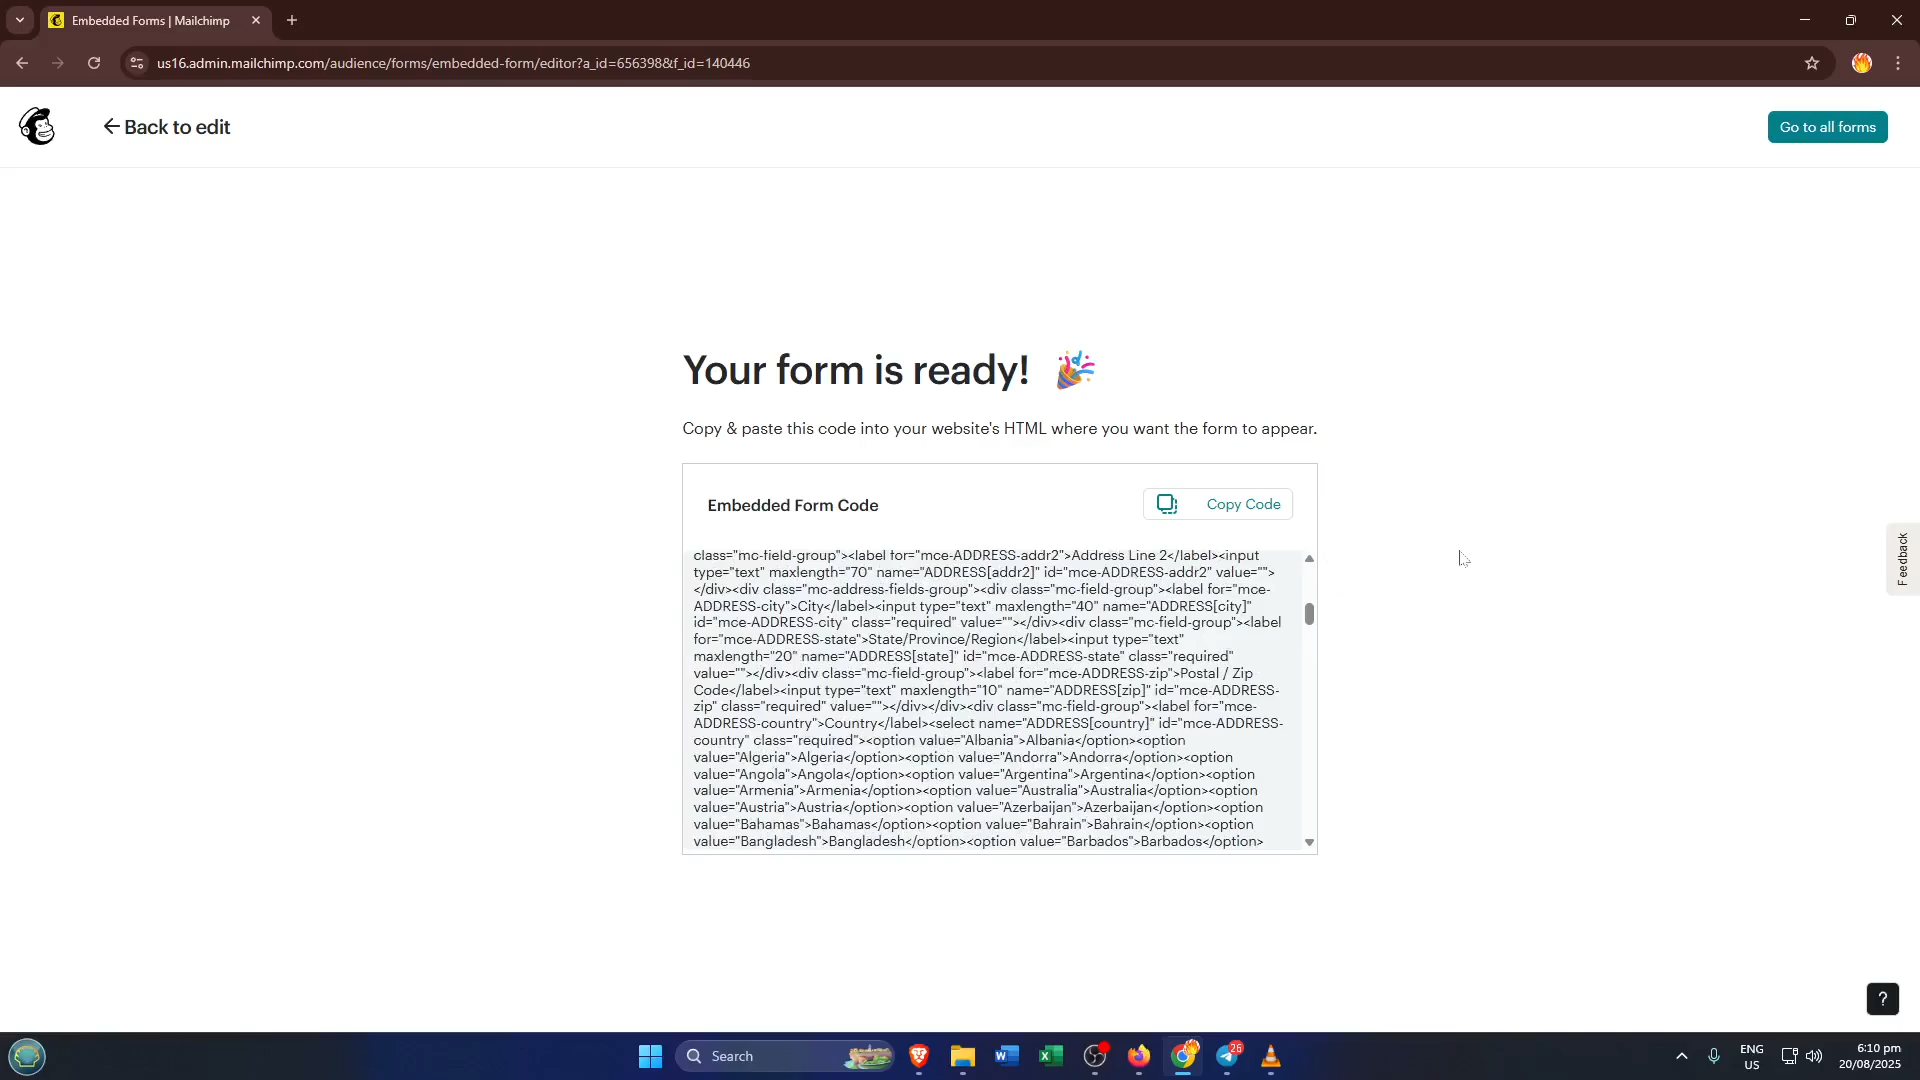 Embedded Forms | Mailchimp
us16.admin.mailchimp.com/audience/forms/embedded-form/editor?a_id=656398&f_id=140446
Back to edit
Go to all forms
Your form is ready!
Copy & paste this code into your website's HTML where you want the form to appear.
Embedded Form Code
Copy Code
class="mc-field-group"><label for="mce-ADDRESS-addr2">Address Line 2</label><input
type="text" maxlength="70" name="ADDRESS[addr2]" id="mce-ADDRESS-addr2" value="">
</div><div class="mc-address-fields-group"><div class="mc-field-group"><label for="mce-
ADDRESS-city">City</label><input type="text" maxlength="40" name="ADDRESS[city]"
id="mce-ADDRESS-city" class="required" value=""></div><div class="mc-field-group"><label
for="mce-ADDRESS-state">State/Province/Region</label><input type="text"
maxlength="20" name="ADDRESS[state]" id="mce-ADDRESS-state" class="required"
value=""></div><div class="mc-field-group"><label for="mce-ADDRESS-zip">Postal / Zip
Code</label><input type="text" maxlength="10" name="ADDRESS[zip]" id="mce-ADDRESS-
zip" class="required" value=""></div></div><div class="mc-field-group"><label for="mce-
ADDRESS-country">Country</label><select name="ADDRESS[country]" id="mce-ADDRESS-
country" class="required"><option value="Albania">Albania</option><option
value="Algeria">Algeria</option><option value="Andorra">Andorra</option><option
value="Angola">Angola</option><option value="Argentina">Argentina</option><option
value="Armenia">Armenia</option><option value="Australia">Australia</option><option
value="Austria">Austria</option><option value="Azerbaijan">Azerbaijan</option><option
value="Bahamas">Bahamas</option><option value="Bahrain">Bahrain</option><option
value="Bangladesh">Bangladesh</option><option value="Barbados">Barbados</option>
Feedback
?
Search
26
ENG
US
6:10 pm
20/08/2025